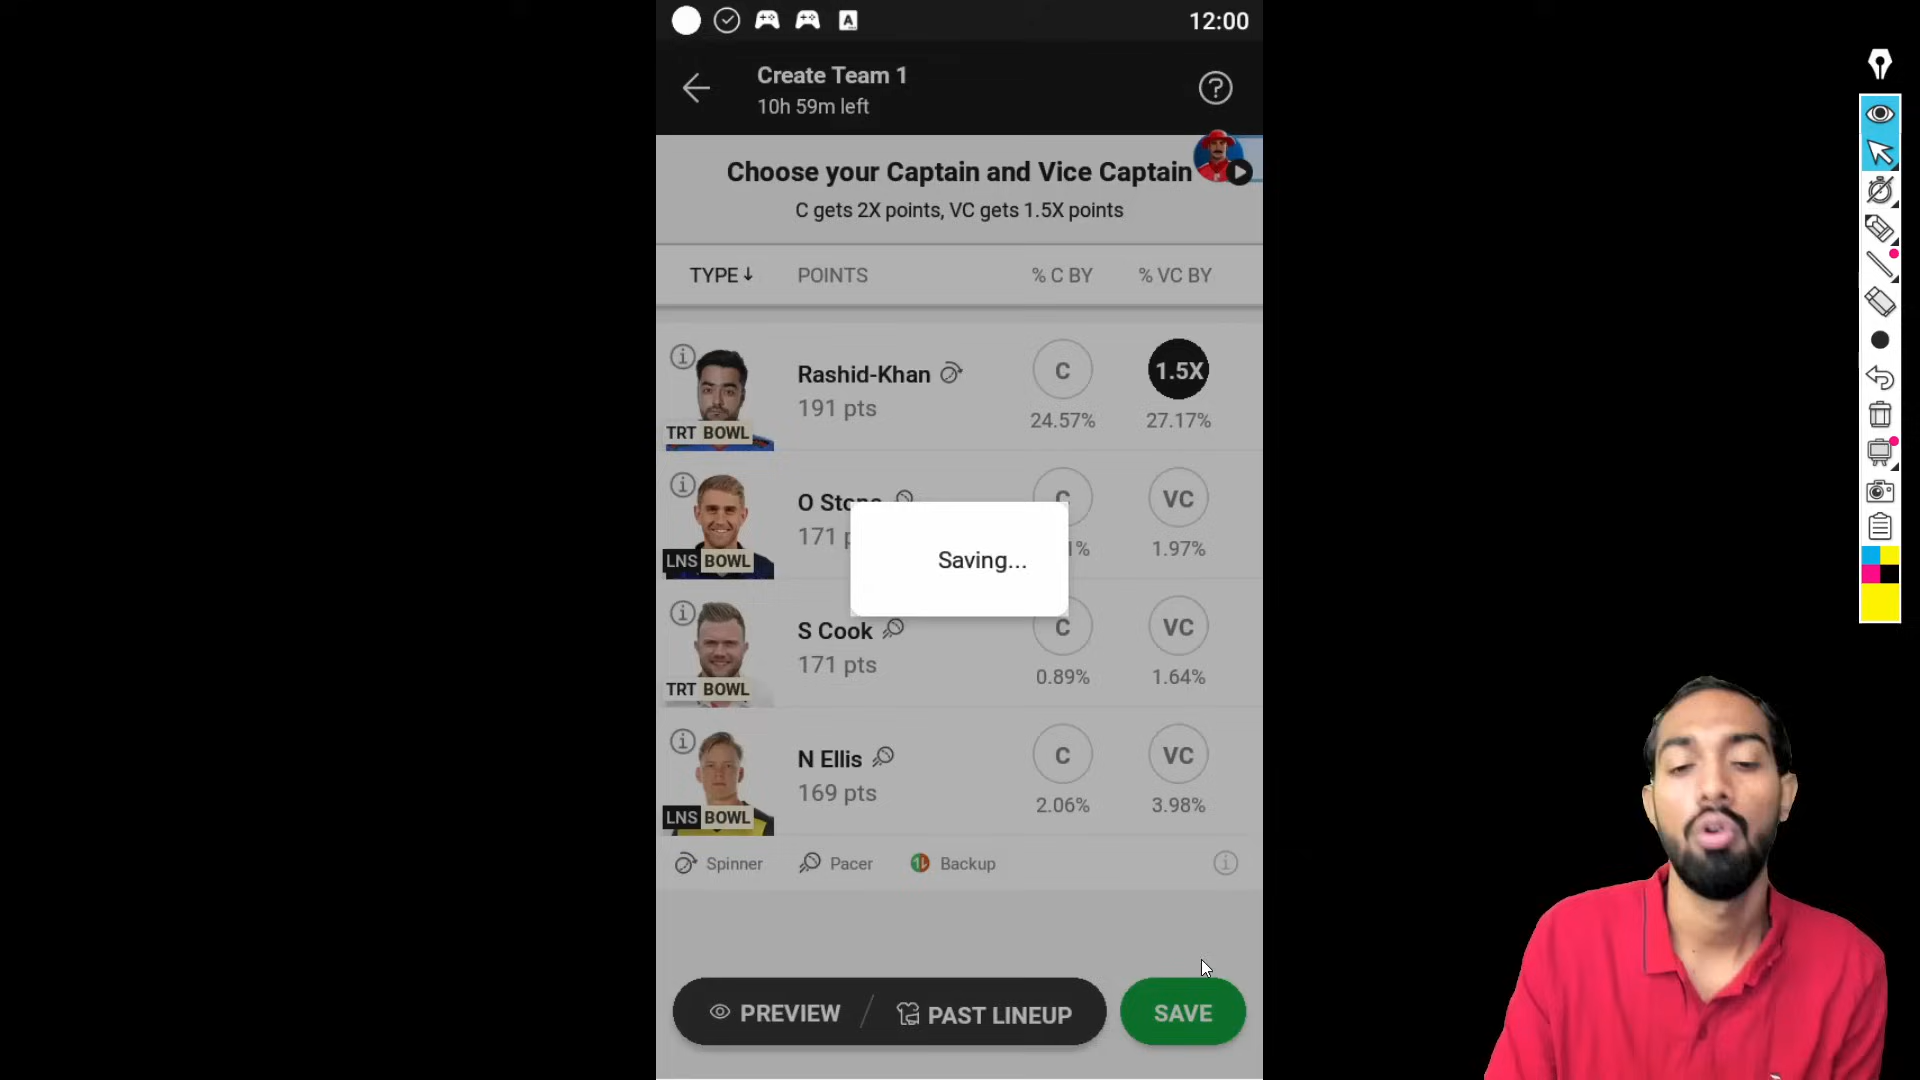 12:00
Create Team 1
10h 59m left
Choose your Captain and Vice Captain
C gets 2X points, VC gets 1.5X points
TYPE↓ POINTS % C BY % VC BY
Rashid-Khan C 1.5X
191 pts 24.57% 27.17%
TRT BOWL
O Stone C VC
171 1% 1.97%
LNS BOWL
Saving...
S Cook C VC
171 pts 0.89% 1.64%
TRT BOWL
N Ellis C VC
169 pts 2.06% 3.98%
LNS BOWL
Spinner Pacer Backup
PREVIEW / PAST LINEUP SAVE